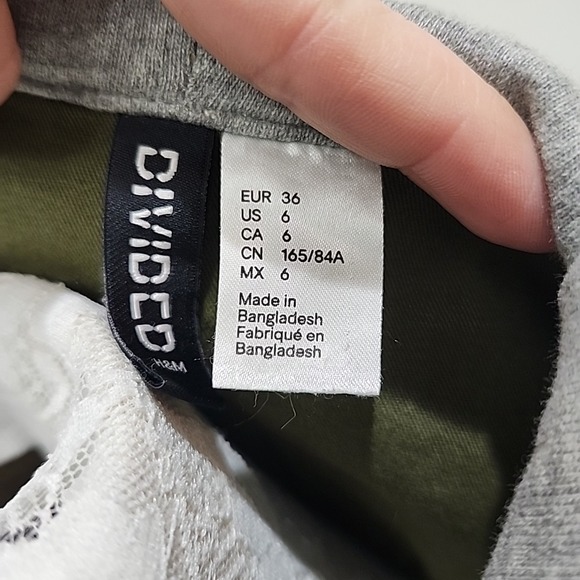 DIVIDED
H&M
EUR 36
US 6
CA 6
CN 165/84A
MX 6
Made in
Bangladesh
Fabriqué en
Bangladesh